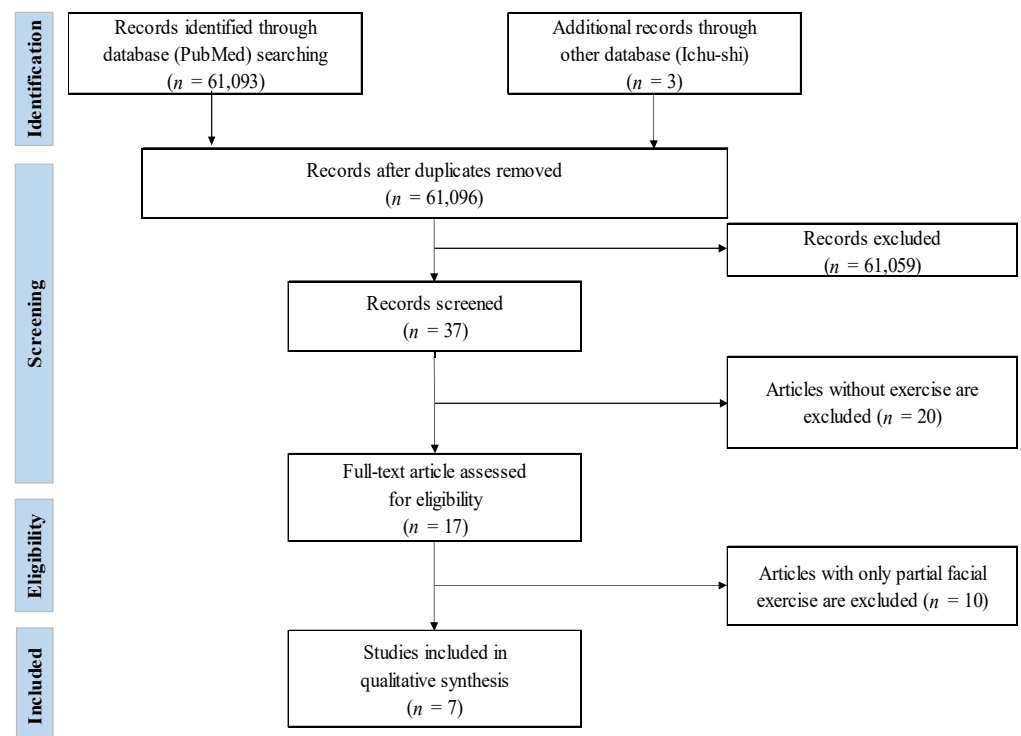 Identification
Records identified through
database (PubMed) searching
(n = 61,093)
Additional records through
other database (Ichu-shi)
(n = 3)
Screening
Records after duplicates removed
(n = 61,096)
Records excluded
(n = 61,059)
Records screened
(n = 37)
Articles without exercise are
excluded (n = 20)
Full-text article assessed
for eligibility
(n = 17)
Eligibility
Articles with only partial facial
exercise are excluded (n = 10)
Included
Studies included in
qualitative synthesis
(n = 7)